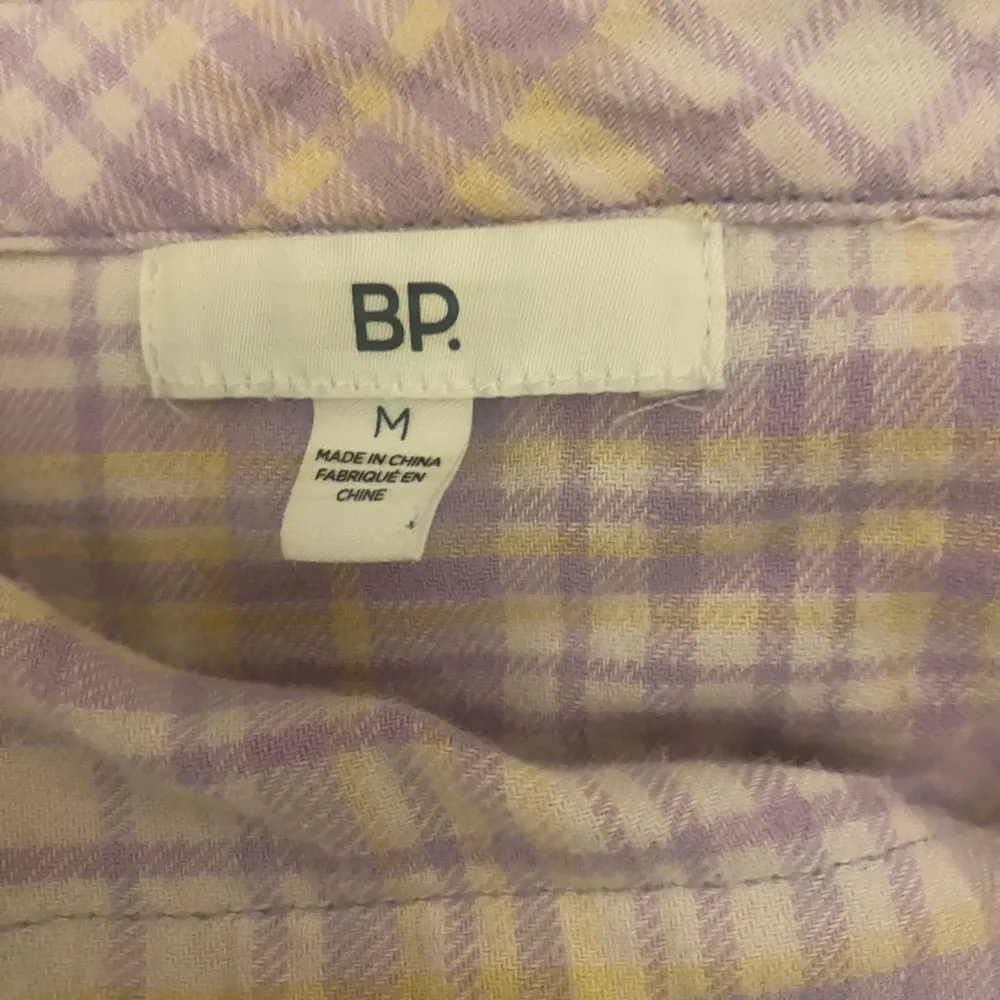 BP.
M
MADE IN CHINA
FABRIQUÉ EN
CHINE